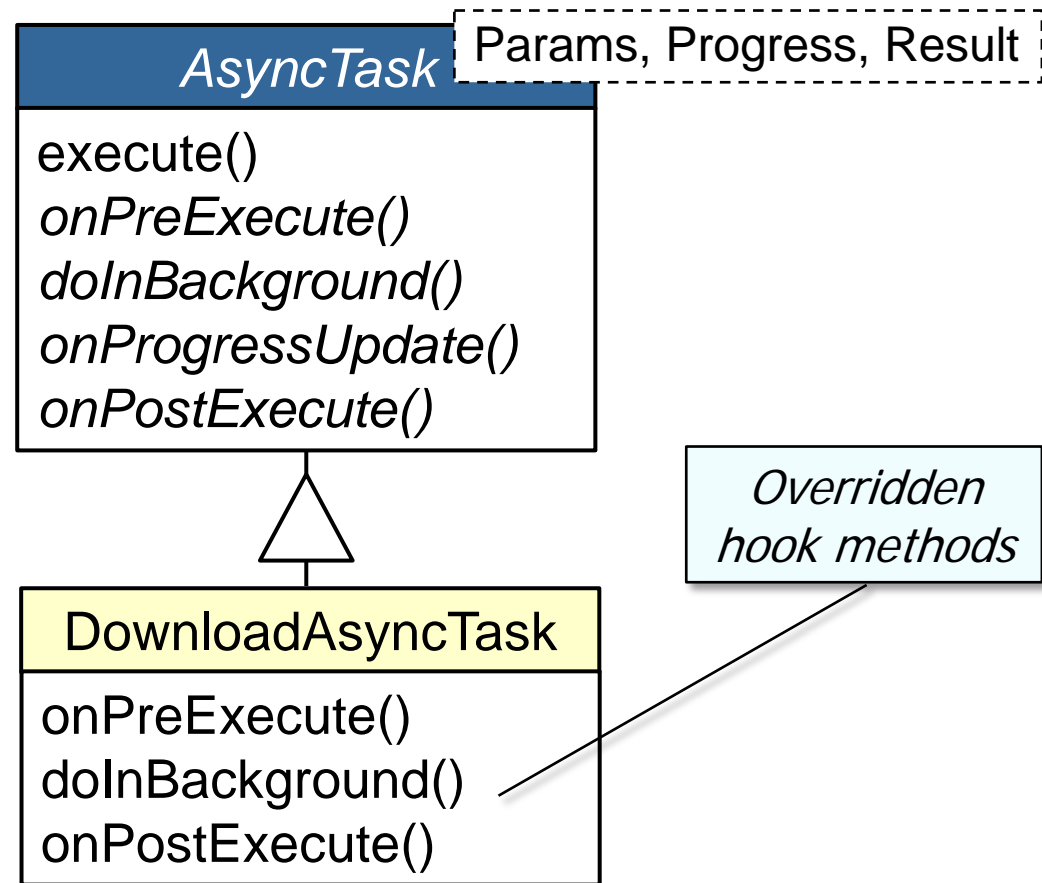 AsyncTask
Params, Progress, Result
execute()
onPreExecute()
doInBackground()
onProgressUpdate()
onPostExecute()
Overridden
hook methods
DownloadAsyncTask
onPreExecute()
doInBackground()
onPostExecute()